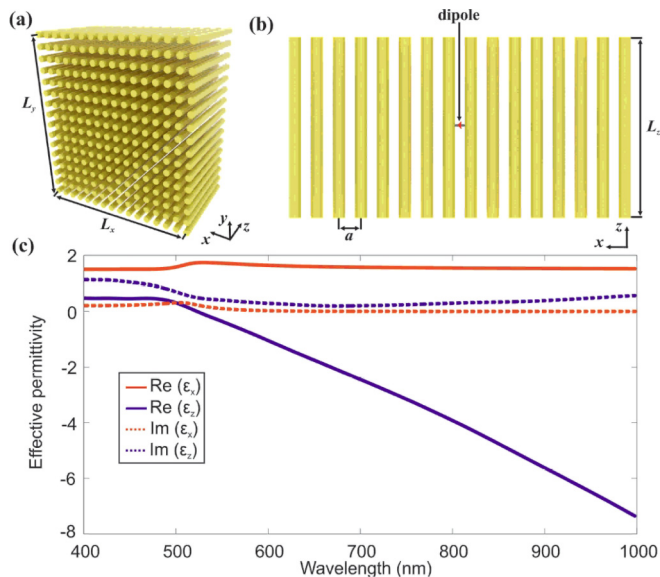 (a)
L_y
L_x
y
z
x
(b)
dipole
L_z
a
z
x
(c)
Effective permittivity
2
0
-2
-4
-6
-8
Re (ε_x)
Re (ε_z)
Im (ε_x)
Im (ε_z)
400 500 600 700 800 900 1000
Wavelength (nm)